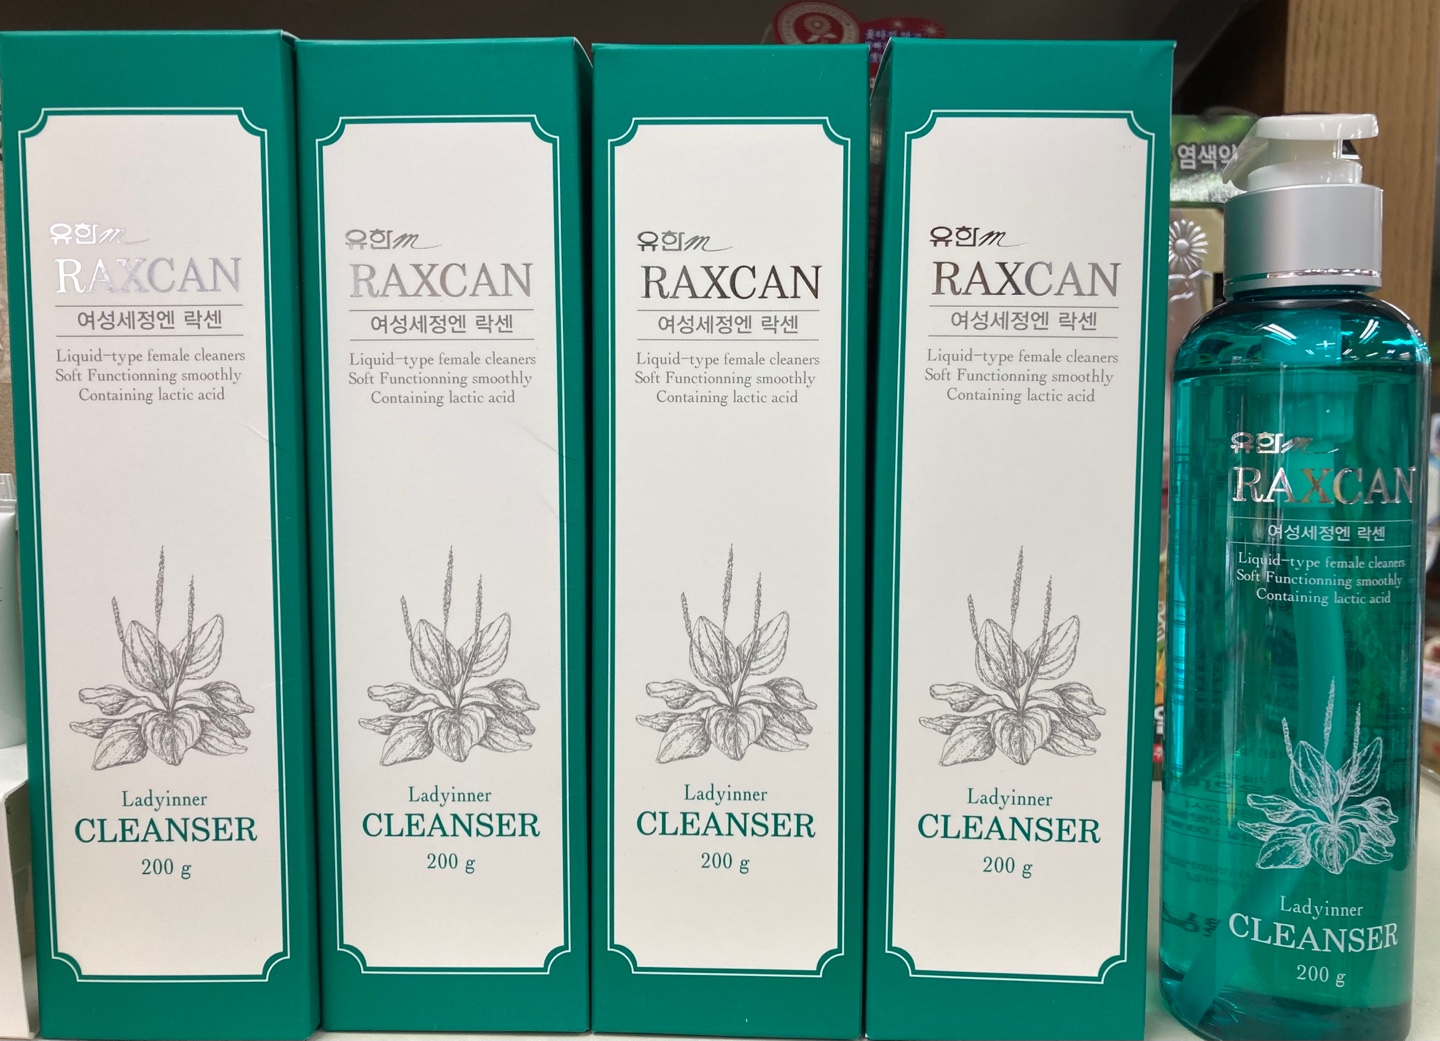 유한m
RAXCAN
여성세정엔 락센
Liquid-type female cleaners
Soft Functionning smoothly
Containing lactic acid
Ladyinner
CLEANSER
200 g
유한m
RAXCAN
여성세정엔 락센
Liquid-type female cleaners
Soft Functionning smoothly
Containing lactic acid
Ladyinner
CLEANSER
200 g
유한m
RAXCAN
여성세정엔 락센
Liquid-type female cleaners
Soft Functionning smoothly
Containing lactic acid
Ladyinner
CLEANSER
200 g
유한m
RAXCAN
여성세정엔 락센
Liquid-type female cleaners
Soft Functionning smoothly
Containing lactic acid
Ladyinner
CLEANSER
200 g
염색약
유한m
RAXCAN
여성세정엔 락센
Liquid-type female cleaners
Soft Functionning smoothly
Containing lactic acid
Ladyinner
CLEANSER
200 g